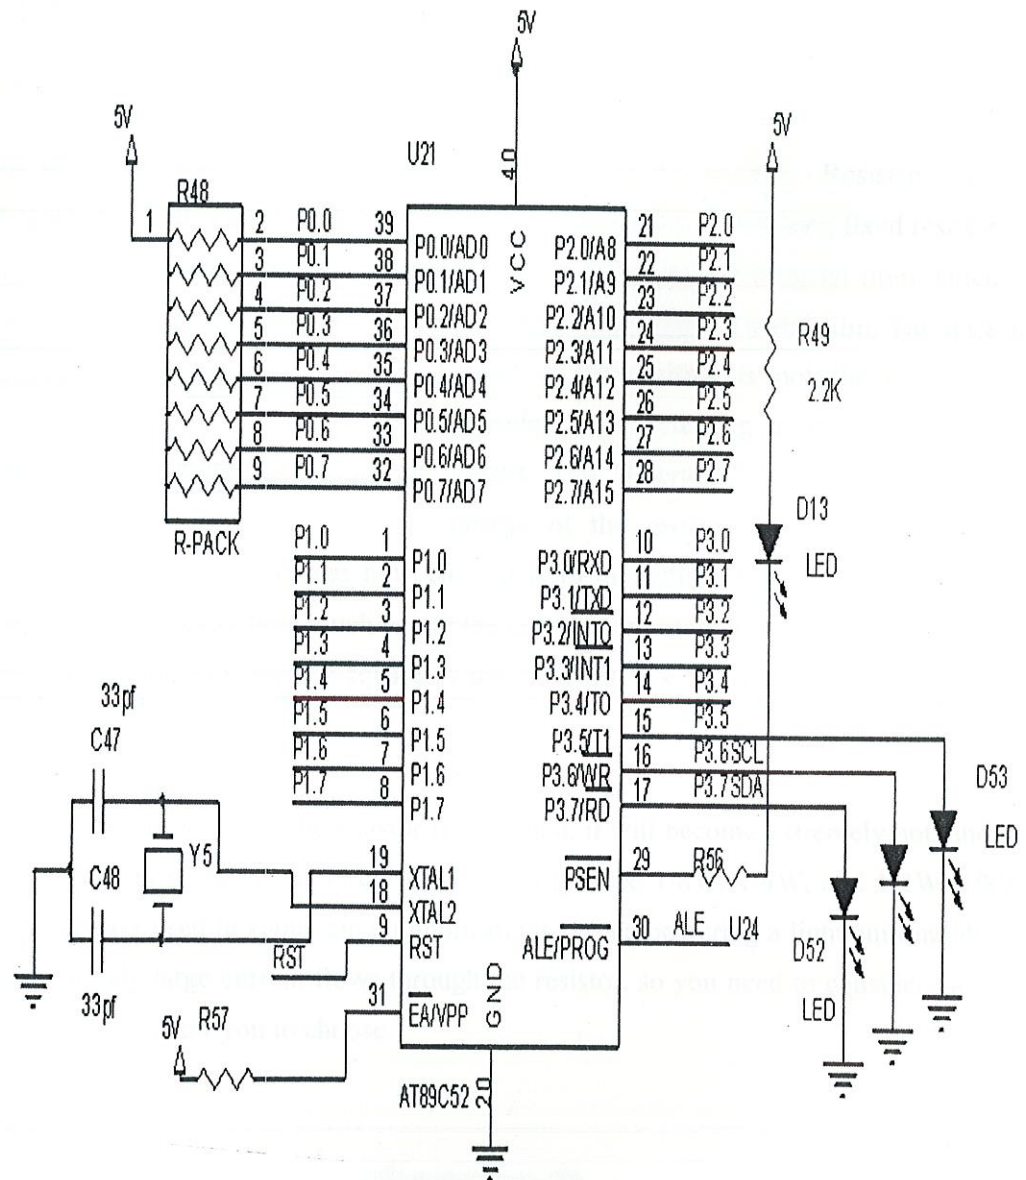 5V
5V
U21
40
5V
R48
1
2 P0.0 39
3 P0.1 38
4 P0.2 37
5 P0.3 36
6 P0.4 35
7 P0.5 34
8 P0.6 33
9 P0.7 32
R-PACK
P0.0/AD0
P0.1/AD1
P0.2/AD2
P0.3/AD3
P0.4/AD4
P0.5/AD5
P0.6/AD6
P0.7/AD7
VCC
P2.0/A8
P2.1/A9
P2.2/A10
P2.3/A11
P2.4/A12
P2.5/A13
P2.6/A14
P2.7/A15
21 P2.0
22 P2.1
23 P2.2
24 P2.3
25 P2.4
26 P2.5
27 P2.6
28 P2.7
R49
2.2K
D13
LED
P1.0 1
P1.1 2
P1.2 3
P1.3 4
P1.4 5
P1.5 6
P1.6 7
P1.7 8
P1.0
P1.1
P1.2
P1.3
P1.4
P1.5
P1.6
P1.7
P3.0/RXD
P3.1/TXD
P3.2/INT0
P3.3/INT1
P3.4/TO
P3.5/T1
P3.6/WR
P3.7/RD
10 P3.0
11 P3.1
12 P3.2
13 P3.3
14 P3.4
15 P3.5
16 P3.6SCL
17 P3.7SDA
D53
LED
33pf
C47
Y5
C48
33pf
19 XTAL1
18 XTAL2
9 RST
RST
31 EA/VPP
GND
PSEN 29 R56
ALE/PROG 30 ALE U24
D52
LED
5V R57
AT89C52
20